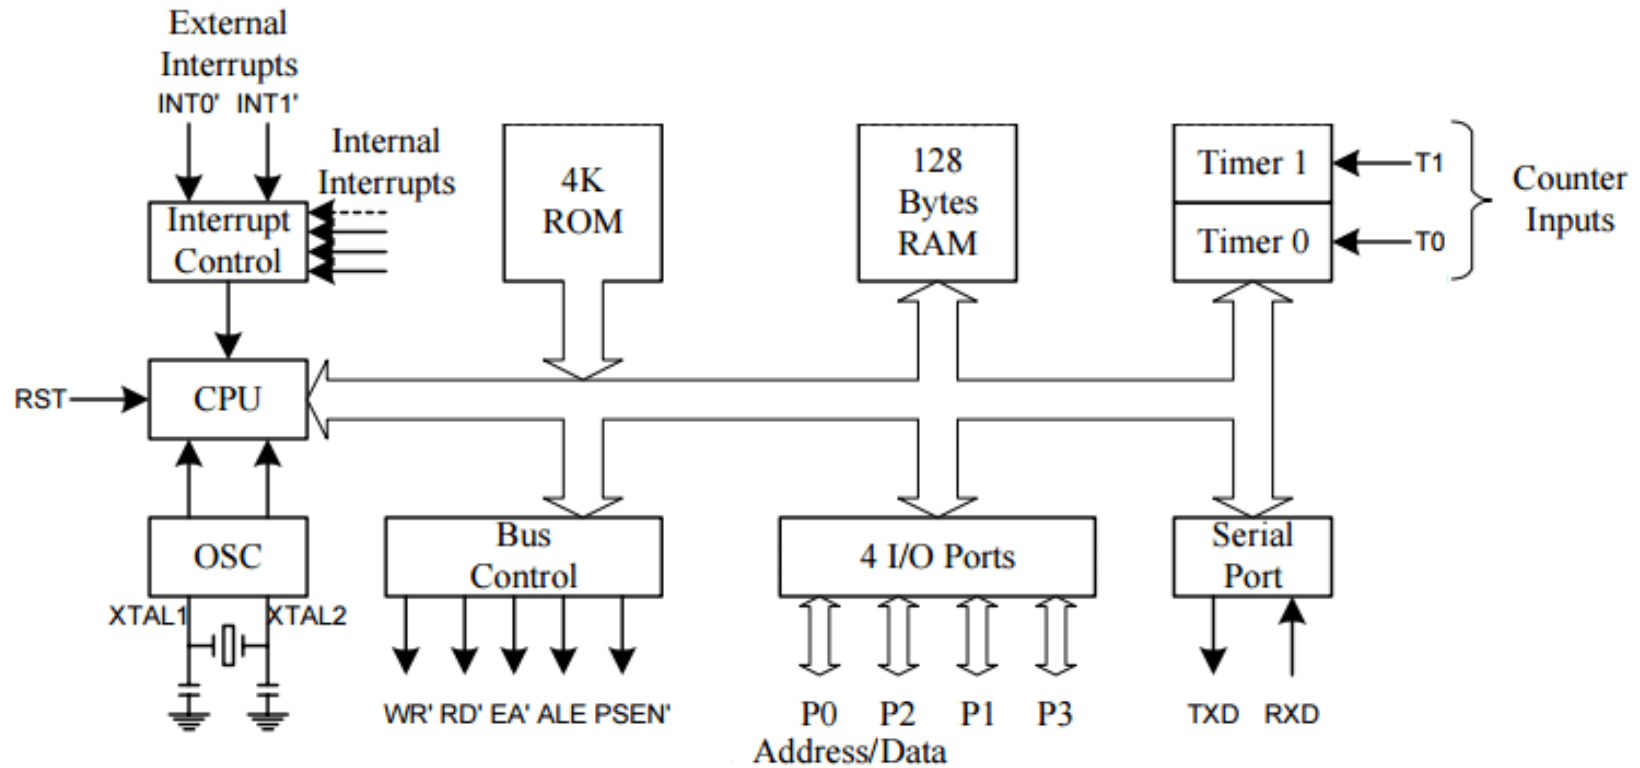 External
Interrupts
INT0' INT1'
Internal
Interrupts
Interrupt
Control
4K
ROM
128
Bytes
RAM
Timer 1
T1
Timer 0
T0
Counter
Inputs
RST
CPU
OSC
XTAL1
XTAL2
Bus
Control
WR' RD' EA' ALE PSEN'
4 I/O Ports
P0 P2 P1 P3
Address/Data
Serial
Port
TXD RXD